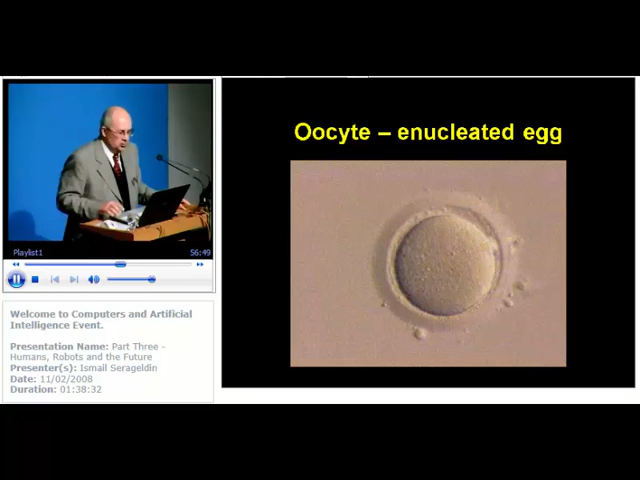 Oocyte – enucleated egg
Playlist1 56:49
Welcome to Computers and Artificial
Intelligence Event.
Presentation Name: Part Three -
Humans, Robots and the Future
Presenter(s): Ismail Serageldin
Date: 11/02/2008
Duration: 01:38:32